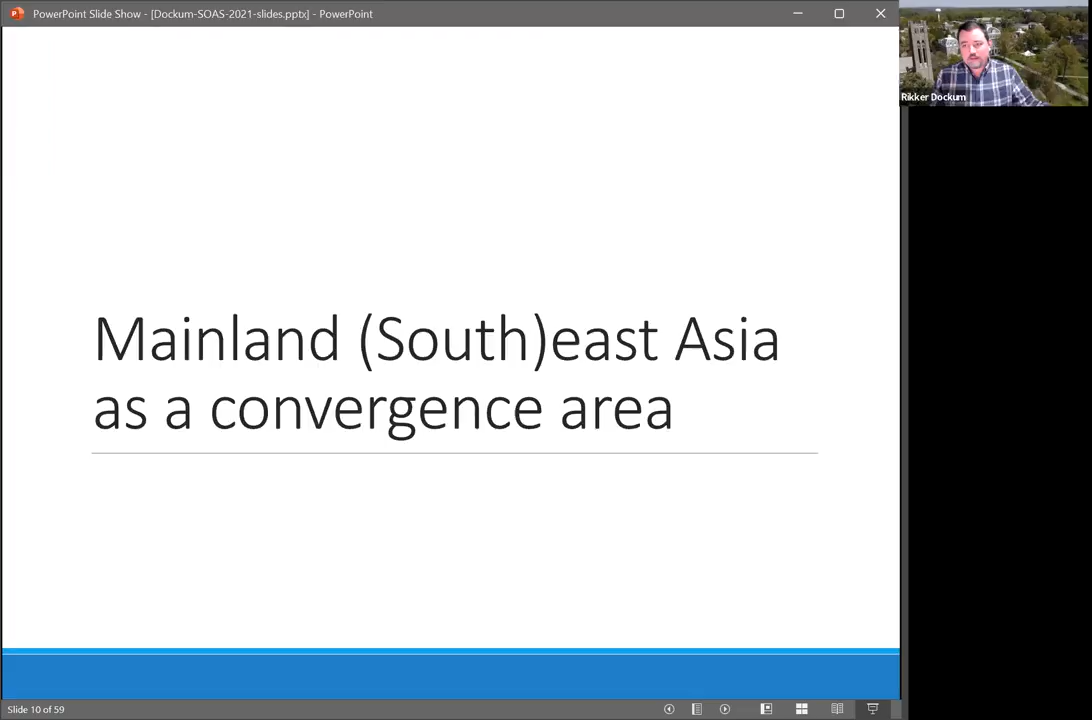 PowerPoint Slide Show - [Dockum-SOAS-2021-slides.pptx] - PowerPoint
Rikker Dockum
Mainland (South)east Asia
as a convergence area
Slide 10 of 59